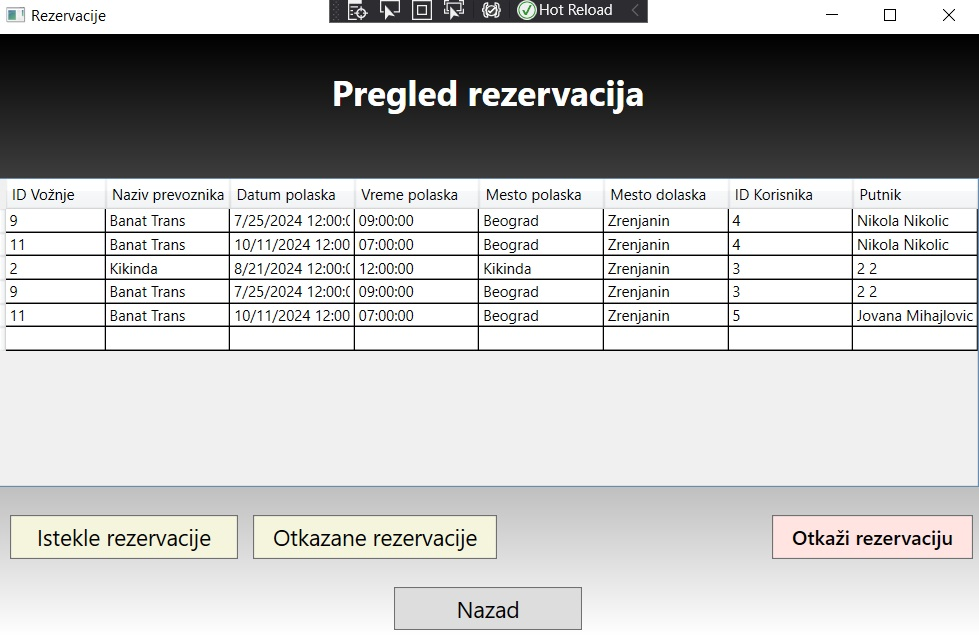 Rezervacije
Hot Reload
Pregled rezervacija
ID Vožnje Naziv prevoznika Datum polaska Vreme polaska Mesto polaska Mesto dolaska ID Korisnika Putnik
9 Banat Trans 7/25/2024 12:00:0 09:00:00 Beograd Zrenjanin 4 Nikola Nikolic
11 Banat Trans 10/11/2024 12:00 07:00:00 Beograd Zrenjanin 4 Nikola Nikolic
2 Kikinda 8/21/2024 12:00:0 12:00:00 Kikinda Zrenjanin 3 2 2
9 Banat Trans 7/25/2024 12:00:0 09:00:00 Beograd Zrenjanin 3 2 2
11 Banat Trans 10/11/2024 12:00 07:00:00 Beograd Zrenjanin 5 Jovana Mihajlovic
Istekle rezervacije Otkazane rezervacije Otkaži rezervaciju
Nazad